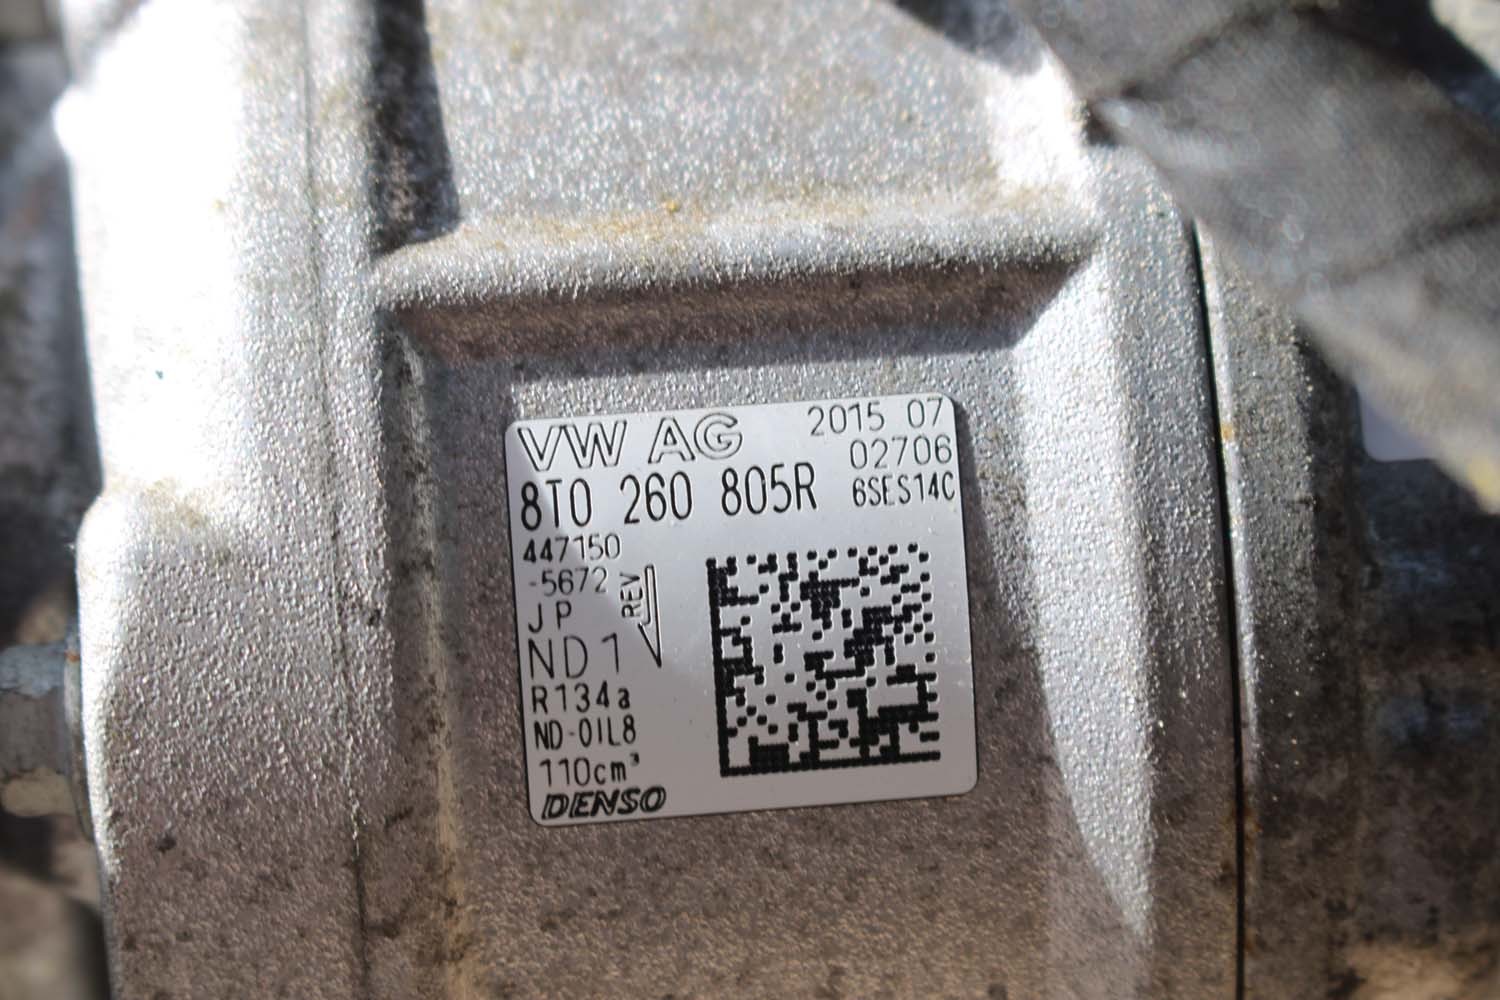 VW AG 2015 07
02706
8T0 260 805R 6SES14C
447150
-5672
REV
JP
ND1
R134a
ND-OIL8
110cm³
DENSO